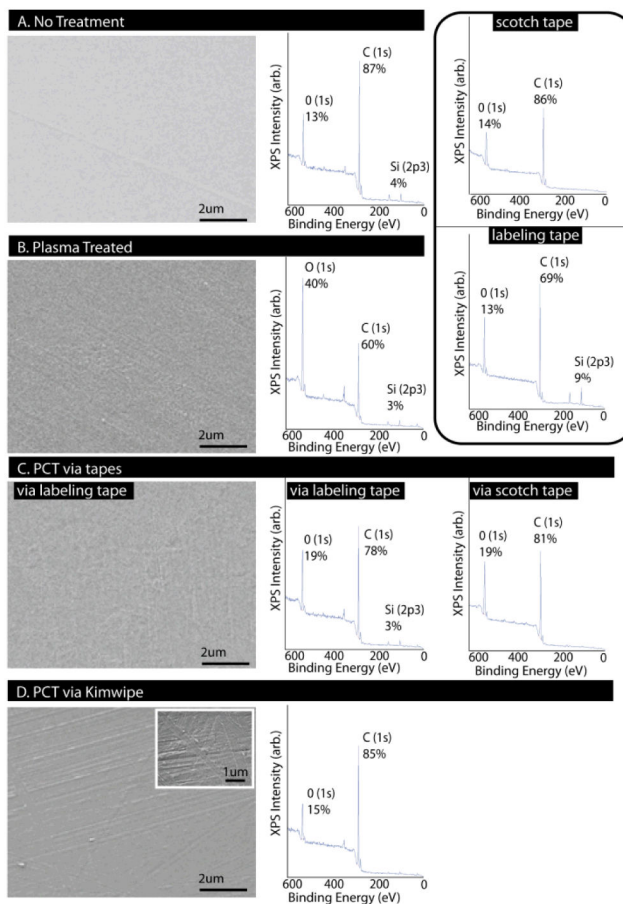 A. No Treatment
2um
XPS Intensity (arb.)
0 (1s)
13%
C (1s)
87%
Si (2p3)
4%
600 400 200 0
Binding Energy (eV)
scotch tape
XPS Intensity (arb.)
0 (1s)
14%
C (1s)
86%
600 400 200 0
Binding Energy (eV)
B. Plasma Treated
2um
XPS Intensity (arb.)
O (1s)
40%
C (1s)
60%
Si (2p3)
3%
600 400 200 0
Binding Energy (eV)
labeling tape
XPS Intensity (arb.)
0 (1s)
13%
C (1s)
69%
Si (2p3)
9%
600 400 200 0
Binding Energy (eV)
C. PCT via tapes
via labeling tape
2um
via labeling tape
XPS Intensity (arb.)
0 (1s)
19%
C (1s)
78%
Si (2p3)
3%
600 400 200 0
Binding Energy (eV)
via scotch tape
XPS Intensity (arb.)
0 (1s)
19%
C (1s)
81%
600 400 200 0
Binding Energy (eV)
D. PCT via Kimwipe
1um
2um
XPS Intensity (arb.)
0 (1s)
15%
C (1s)
85%
600 400 200 0
Binding Energy (eV)